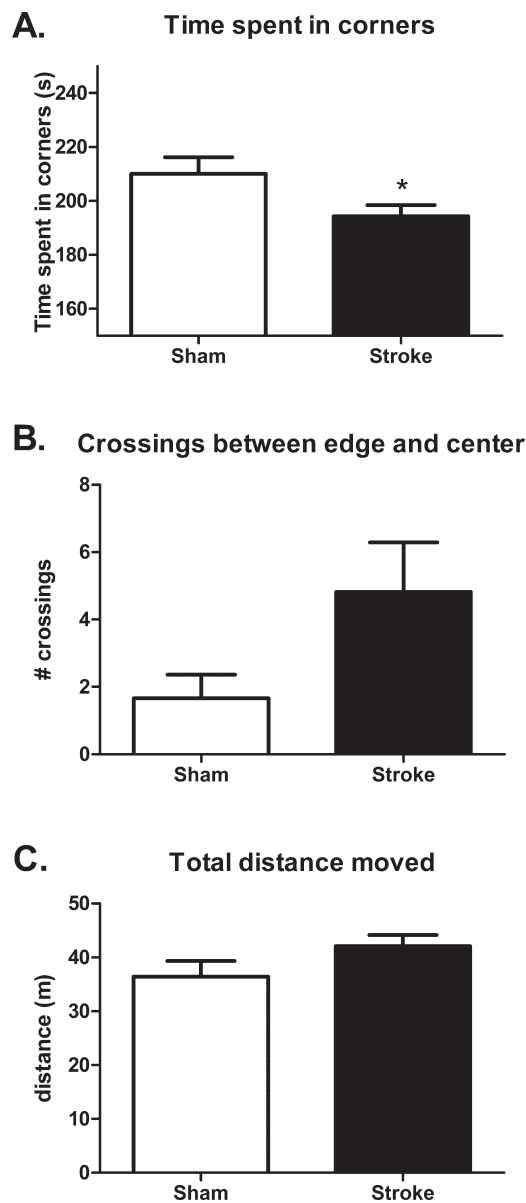 A. Time spent in corners
Time spent in corners (s)
240
220
200
180
160
*
Sham Stroke
B. Crossings between edge and center
# crossings
8
6
4
2
0
Sham Stroke
C. Total distance moved
distance (m)
50
40
30
20
10
0
Sham Stroke